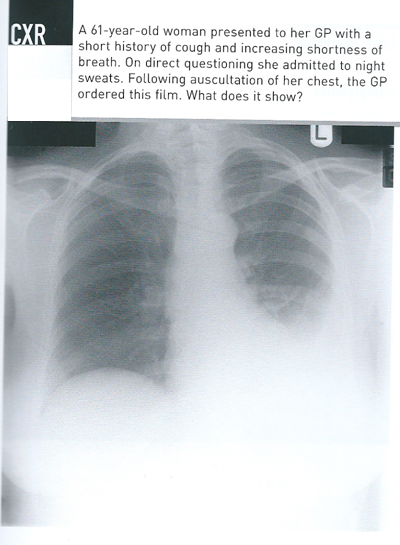 CXR
A 61-year-old woman presented to her GP with a
short history of cough and increasing shortness of
breath. On direct questioning she admitted to night
sweats. Following auscultation of her chest, the GP
ordered this film. What does it show?
L